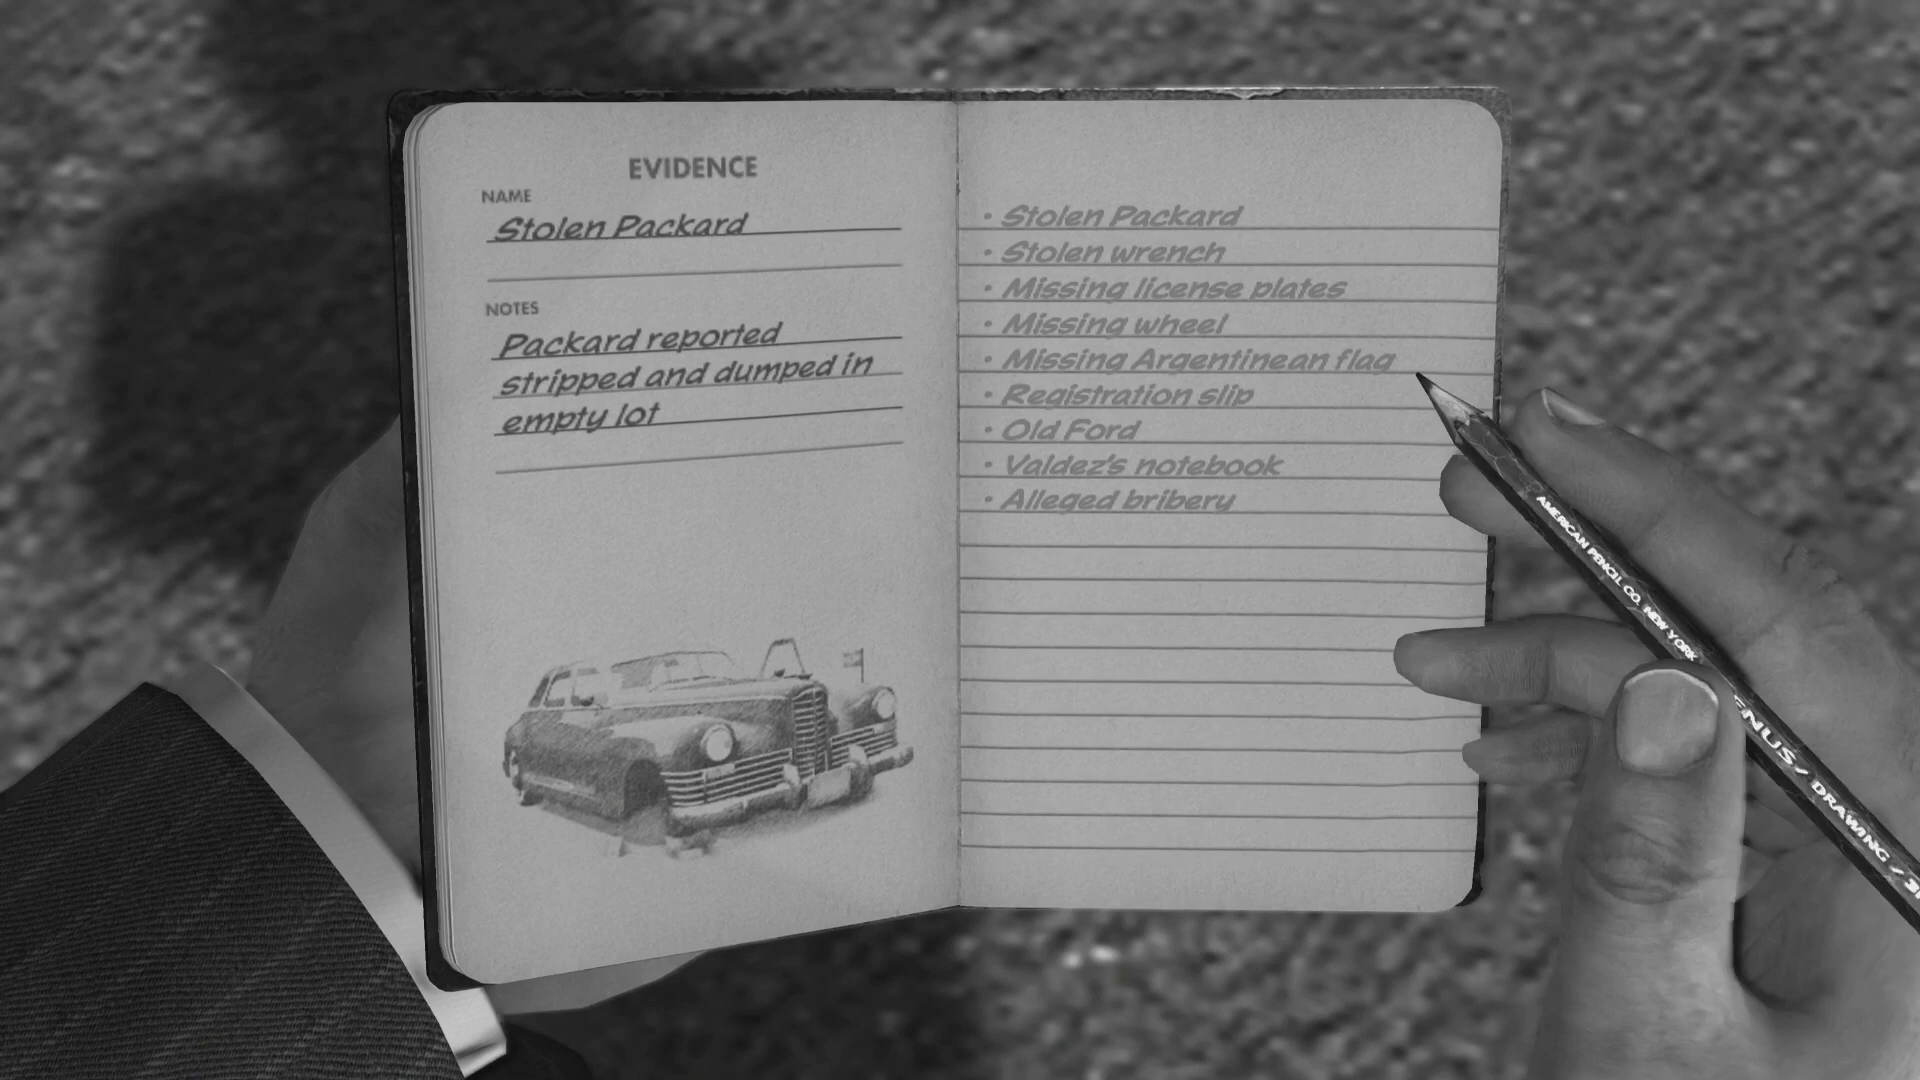 EVIDENCE
NAME
Stolen Packard
NOTES
Packard reported
stripped and dumped in
empty lot
• Stolen Packard
• Stolen wrench
• Missing license plates
• Missing wheel
• Missing Argentinean flag
• Registration slip
• Old Ford
• Valdez's notebook
• Alleged bribery
AMERICAN PENCIL CO. NEW YORK
DRAWING